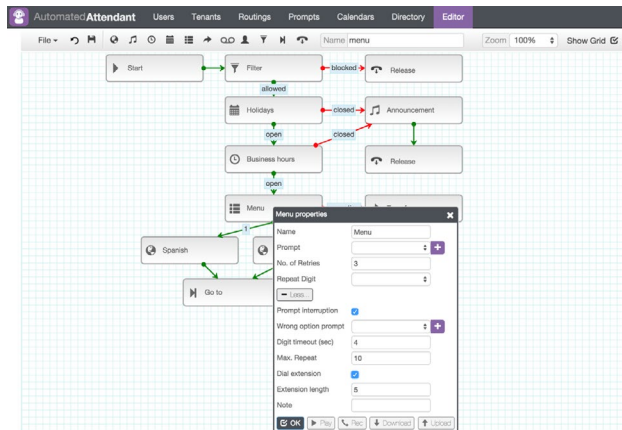 AutomatedAttendant Users Tenants Routings Prompts Calendars Directory Editor
File Name menu Zoom 100% Show Grid
Start Filter blocked Release
allowed
Holidays closed Announcement
open closed
Business hours Release
open
Menu
Menu properties
1
Name Menu
Spanish Prompt
No. of Retries 3
Repeat Digit
Go to Less...
Prompt interruption
Wrong option prompt
Digit timeout (sec) 4
Max. Repeat 10
Dial extension
Extension length 5
Note
OK Play Rec Download Upload